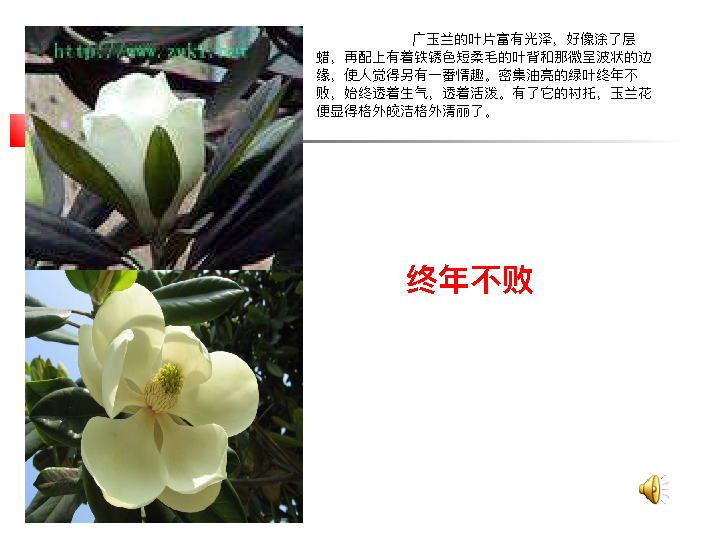 http://www.zuki.net
广玉兰的叶片富有光泽，好像涂了层
蜡，再配上有着铁锈色短柔毛的叶背和那微呈波状的边
缘，使人觉得另有一番情趣。密集油亮的绿叶终年不
败，始终透着生气，透着活泼。有了它的衬托，玉兰花
便显得格外皎洁格外清丽了。
终年不败